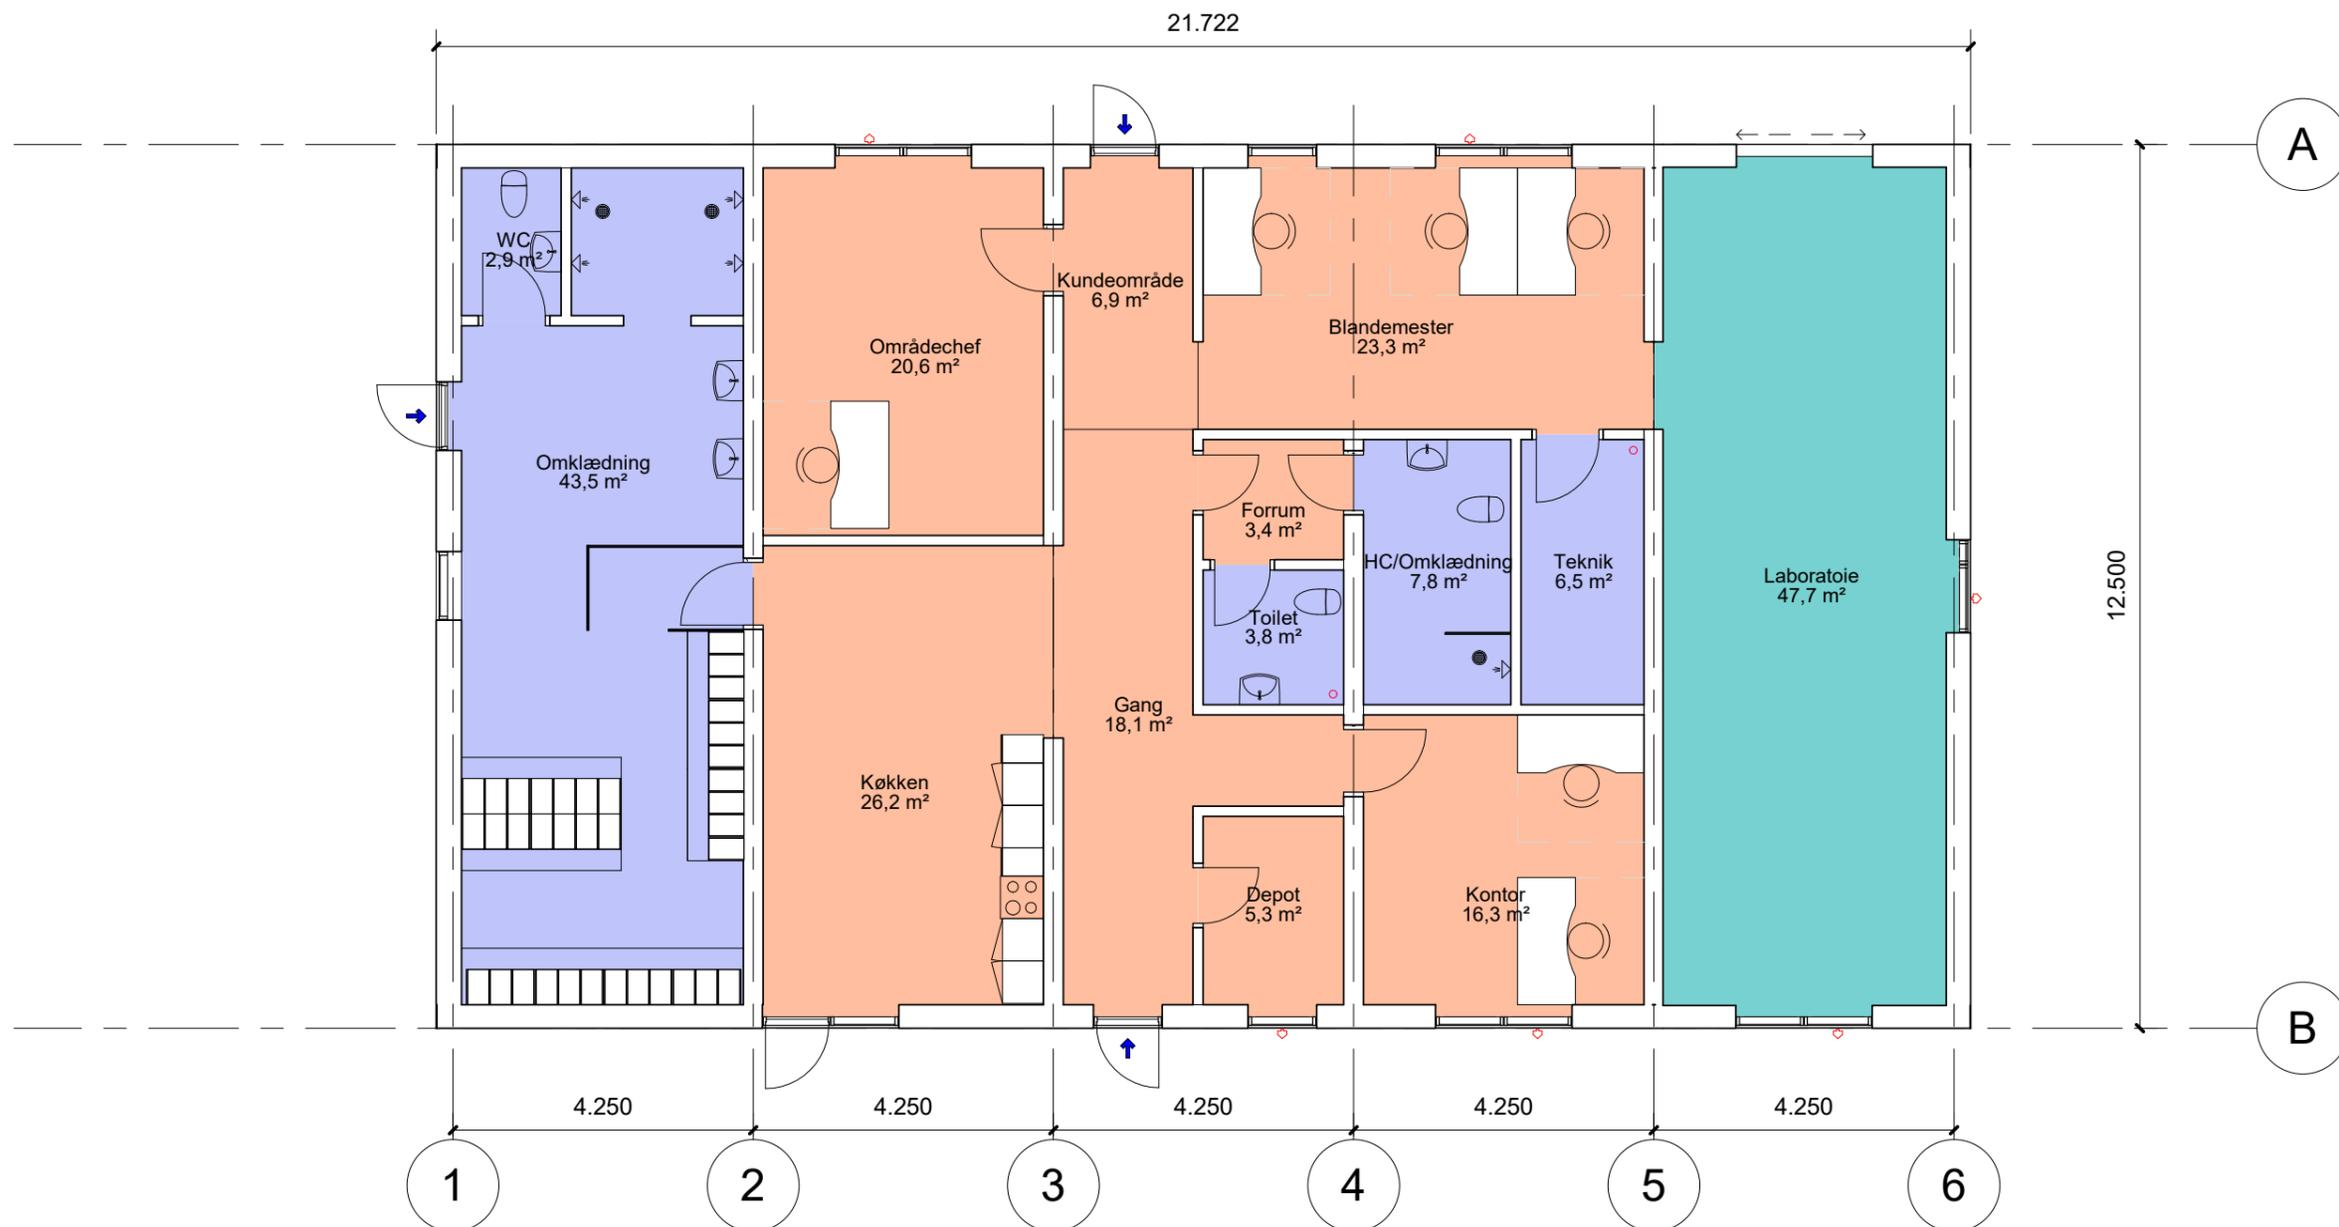 21.722
A
WC
2,9 m²
Kundeområde
6,9 m²
Blandemester
23,3 m²
Områdechef
20,6 m²
Omklædning
43,5 m²
Forrum
3,4 m²
HC/Omklædning
7,8 m²
Teknik
6,5 m²
Laboratoie
47,7 m²
12.500
Toilet
3,8 m²
Gang
18,1 m²
Køkken
26,2 m²
Depot
5,3 m²
Kontor
16,3 m²
B
4.250
4.250
4.250
4.250
4.250
1
2
3
4
5
6